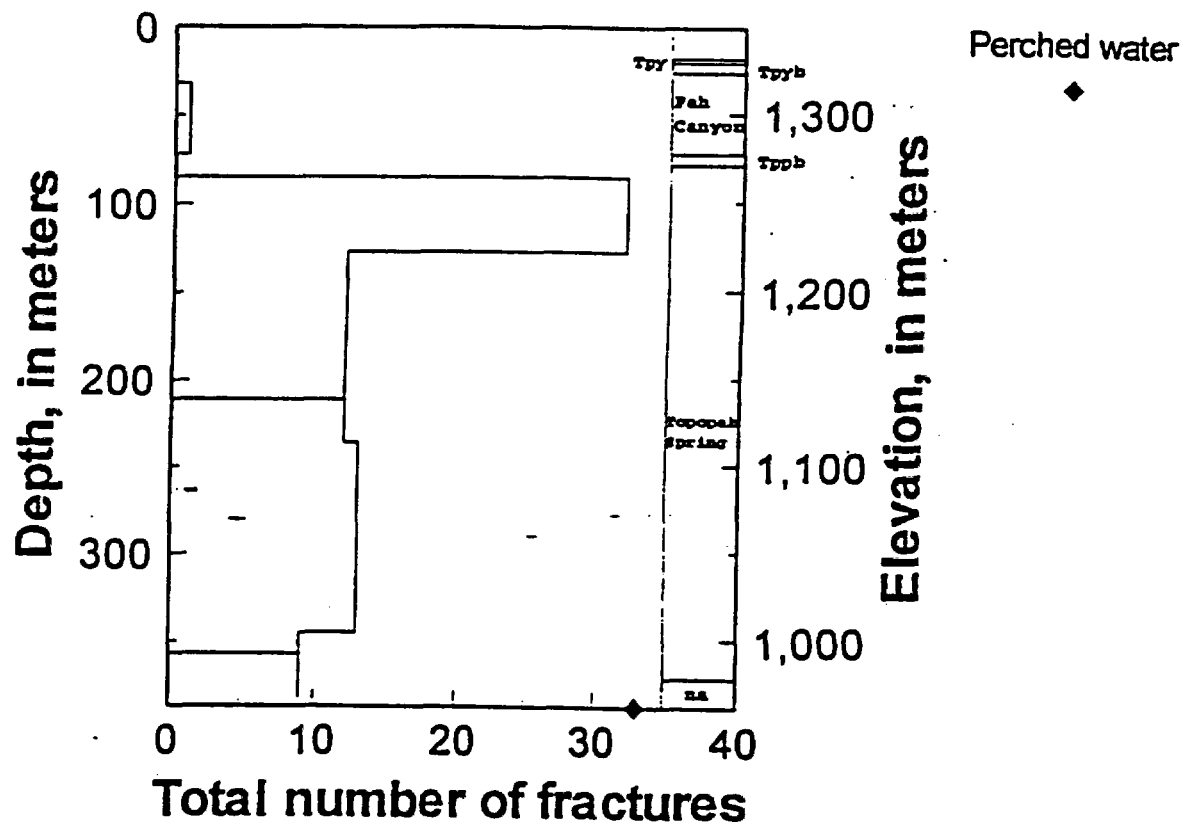 Perched water
0
100
200
300
Depth, in meters
Tpy
Tpyb
Pah
Canyon
Tppb
Topopah
Spring
na
1,300
1,200
1,100
1,000
Elevation, in meters
0
10
20
30
40
Total number of fractures